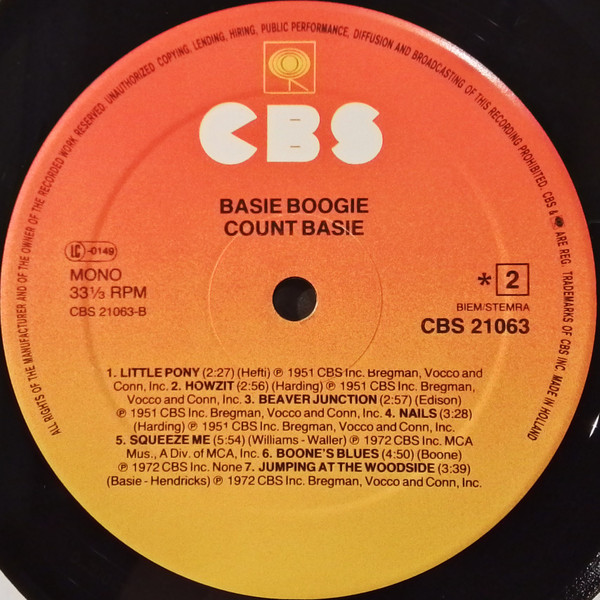 ALL RIGHTS OF THE MANUFACTURER AND OF THE OWNER OF THE RECORDED WORK RESERVED. UNAUTHORIZED COPYING, LENDING, HIRING, PUBLIC PERFORMANCE, DIFFUSION AND BROADCASTING OF THIS RECORDING PROHIBITED. CBS & ARE REG. TRADEMARKS OF CBS INC. MADE IN HOLLAND
CBS
BASIE BOOGIE
COUNT BASIE
LC-0149
MONO
33⅓ RPM
CBS 21063-B
* 2
BIEM/STEMRA
CBS 21063
1. LITTLE PONY (2:27) (Hefti) ℗ 1951 CBS Inc. Bregman, Vocco and
Conn, Inc. 2. HOWZIT (2:56) (Harding) ℗ 1951 CBS Inc. Bregman,
Vocco and Conn, Inc. 3. BEAVER JUNCTION (2:57) (Edison)
℗ 1951 CBS Inc. Bregman, Vocco and Conn, Inc. 4. NAILS (3:28)
(Harding) ℗ 1951 CBS Inc. Bregman, Vocco and Conn, Inc.
5. SQUEEZE ME (5:54) (Williams - Waller) ℗ 1972 CBS Inc. MCA
Mus., A Div. of MCA, Inc. 6. BOONE'S BLUES (4:50) (Boone)
℗ 1972 CBS Inc. None 7. JUMPING AT THE WOODSIDE (3:39)
(Basie - Hendricks) ℗ 1972 CBS Inc. Bregman, Vocco and Conn, Inc.